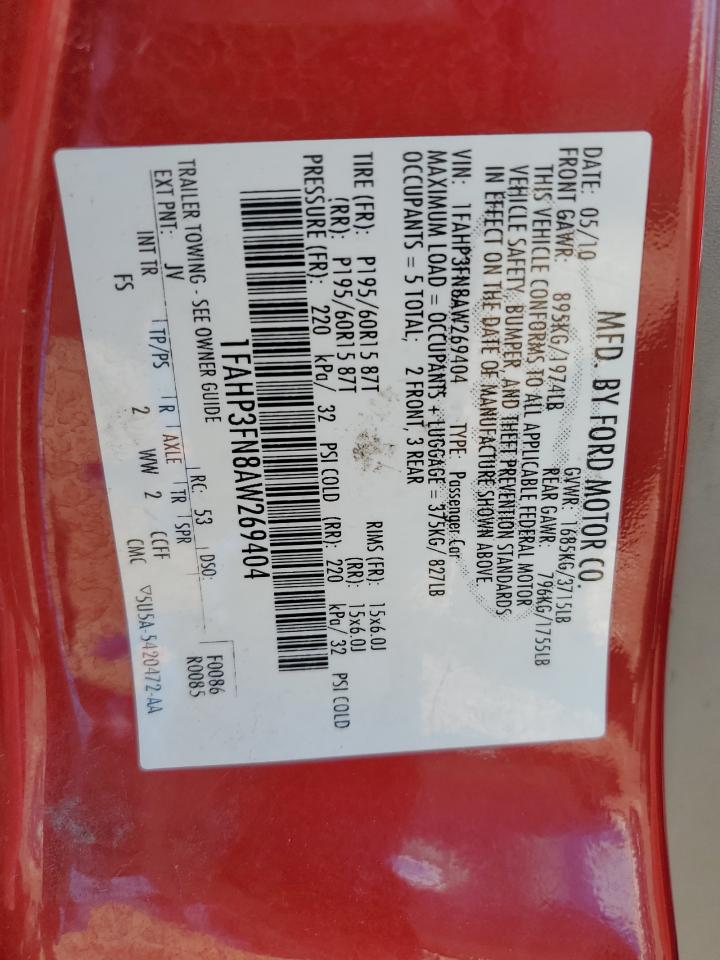 MFD. BY FORD MOTOR CO.
DATE: 05/10 GVWR: 1685KG/3715LB
FRONT GAWR: 895KG/1974LB REAR GAWR: 796KG/1755LB
THIS VEHICLE CONFORMS TO ALL APPLICABLE FEDERAL MOTOR
VEHICLE SAFETY, BUMPER, AND THEFT PREVENTION STANDARDS
IN EFFECT ON THE DATE OF MANUFACTURE SHOWN ABOVE.
VIN: 1FAHP3FN8AW269404 TYPE: Passenger Car
MAXIMUM LOAD = OCCUPANTS + LUGGAGE = 375KG/ 827LB
OCCUPANTS = 5 TOTAL; 2 FRONT, 3 REAR
TIRE (FR): P195/60R15 87T RIMS (FR): 15x6.0J
(RR): P195/60R15 87T (RR): 15x6.0J
PRESSURE (FR): 220 kPa/ 32 PSI COLD (RR): 220 kPa/ 32 PSI COLD
1FAHP3FN8AW269404
TRAILER TOWING - SEE OWNER GUIDE F0086
EXT PNT: JV RC: 53 DSO: R0085
INT TR TP/PS R AXLE TR SPR
FS 2 WW 2 CCFF
CMC ▽5U5A-5420472-AA